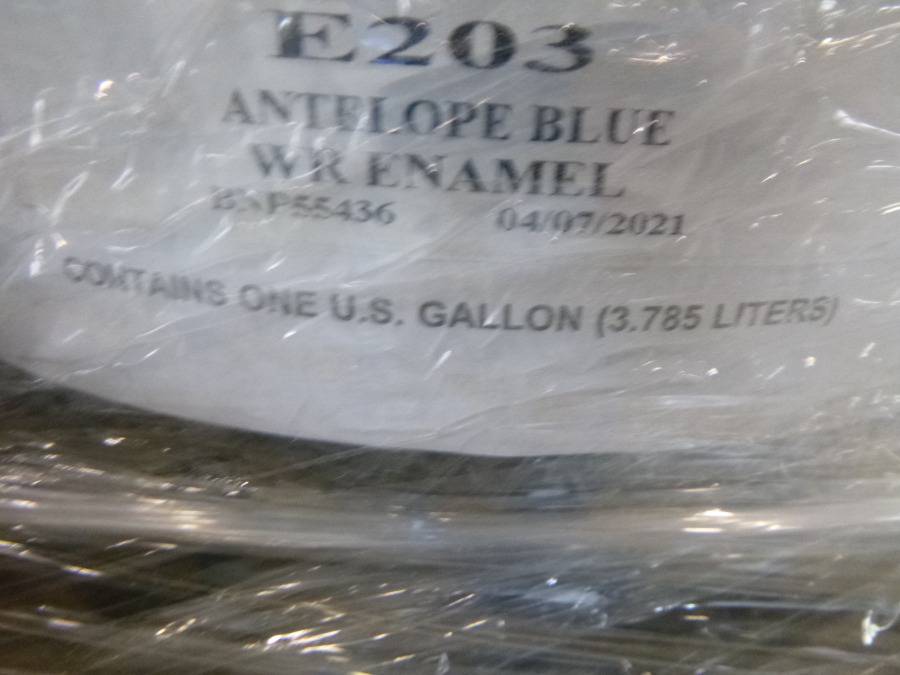 E203
ANTELOPE BLUE
WR ENAMEL
04/07/2021
CONTAINS ONE U.S. GALLON (3.785 LITERS)